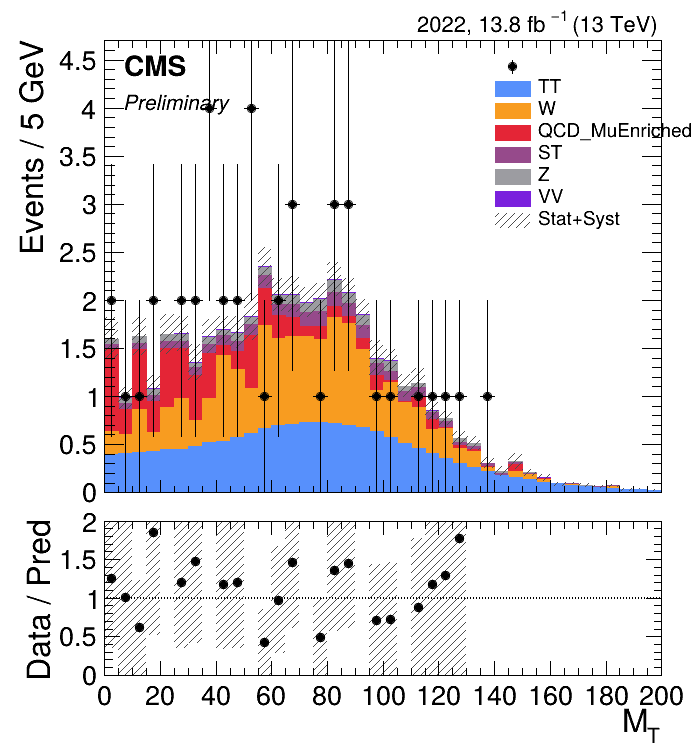 2022, 13.8 fb⁻¹ (13 TeV)
Events / 5 GeV
CMS
Preliminary
TT
W
QCD_MuEnriched
ST
Z
VV
Stat+Syst
4.5
4
3.5
3
2.5
2
1.5
1
0.5
0
Data / Pred
2
1.5
1
0.5
0
0 20 40 60 80 100 120 140 160 180 200
M_T